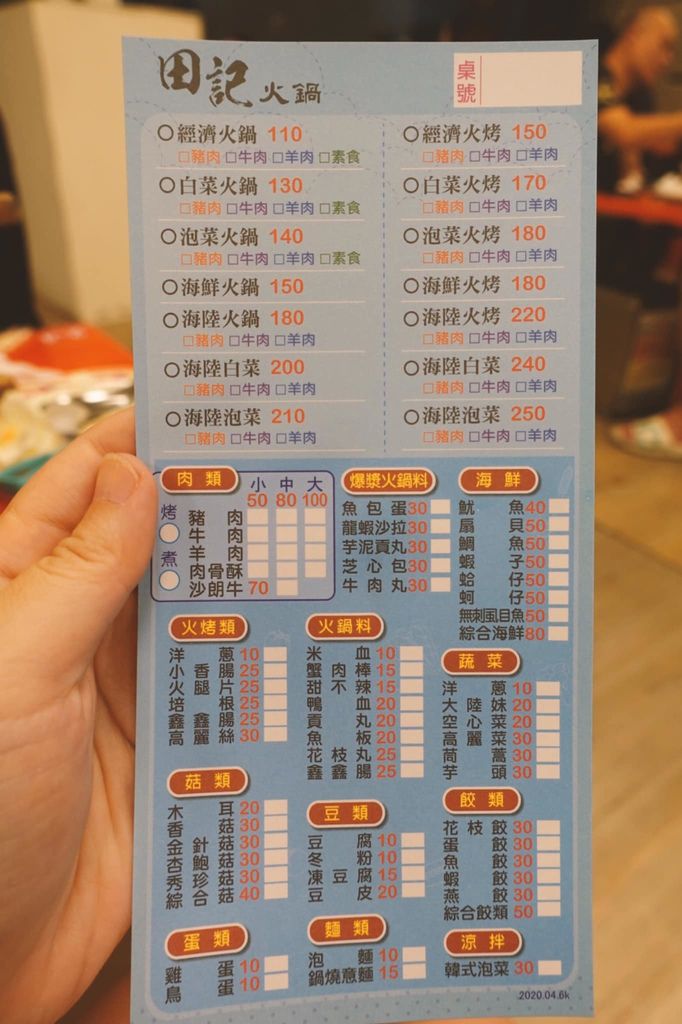 田記火鍋
桌號
○經濟火鍋 110
□豬肉 □牛肉 □羊肉 □素食
○白菜火鍋 130
□豬肉 □牛肉 □羊肉 □素食
○泡菜火鍋 140
□豬肉 □牛肉 □羊肉 □素食
○海鮮火鍋 150
○海陸火鍋 180
□豬肉 □牛肉 □羊肉
○海陸白菜 200
□豬肉 □牛肉 □羊肉
○海陸泡菜 210
□豬肉 □牛肉 □羊肉
○經濟火烤 150
□豬肉 □牛肉 □羊肉
○白菜火烤 170
□豬肉 □牛肉 □羊肉
○泡菜火烤 180
□豬肉 □牛肉 □羊肉
○海鮮火烤 180
○海陸火烤 220
□豬肉 □牛肉 □羊肉
○海陸白菜 240
□豬肉 □牛肉 □羊肉
○海陸泡菜 250
□豬肉 □牛肉 □羊肉
肉類
小 中 大
50 80 100
烤
煮
豬肉
牛肉
羊肉
肉骨酥
沙朗牛 70
爆漿火鍋料
魚包蛋 30
龍蝦沙拉 30
芋泥貢丸 30
芝心包 30
牛肉丸 30
海鮮
魷魚 40
扇貝 50
鯛魚 50
蝦子 50
蛤仔 50
蚵仔 50
無刺虱目魚 50
綜合海鮮 80
火烤類
洋蔥 10
小香腸 25
火腿片 25
培根 25
鑫鑫腸 25
高麗絲 30
火鍋料
米血 10
蟹肉棒 15
甜不辣 15
鴨血 20
貢丸 20
魚板 20
花枝丸 25
鑫鑫腸 25
蔬菜
洋蔥 10
大陸妹 20
空心菜 20
高麗菜 30
茼蒿 30
芋頭 30
菇類
木耳 20
香菇 30
金針菇 30
杏鮑菇 30
秀珍菇 30
綜合菇 40
豆類
豆腐 10
冬粉 10
凍豆腐 15
豆皮 20
餃類
花枝餃 30
蛋餃 30
魚餃 30
蝦餃 30
燕餃 30
綜合餃類 50
蛋類
雞蛋 10
鳥蛋 10
麵類
泡麵 10
鍋燒意麵 15
涼拌
韓式泡菜 30
2020.04.6k